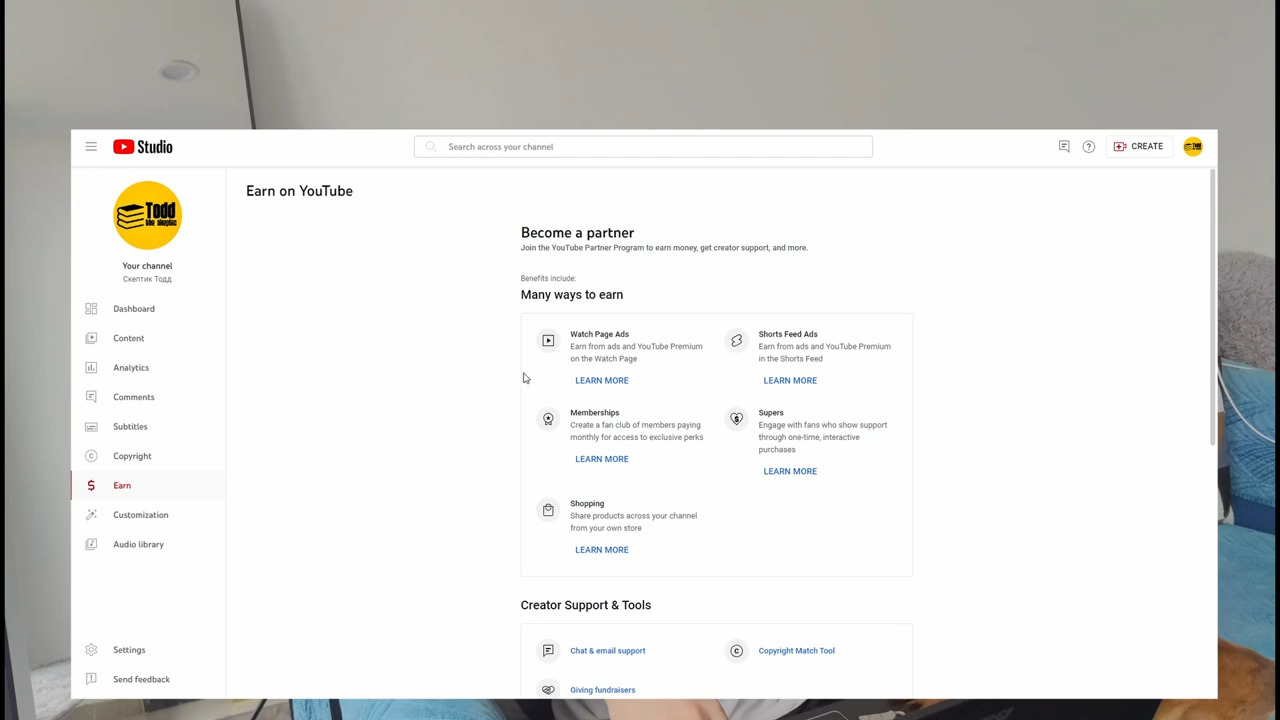 Studio
Search across your channel
CREATE
Todd
the skeptic
Your channel
Скептик Тодд
Dashboard
Content
Analytics
Comments
Subtitles
Copyright
Earn
Customization
Audio library
Settings
Send feedback
Earn on YouTube
Become a partner
Join the YouTube Partner Program to earn money, get creator support, and more.
Benefits include:
Many ways to earn
Watch Page Ads
Earn from ads and YouTube Premium
on the Watch Page
LEARN MORE
Shorts Feed Ads
Earn from ads and YouTube Premium
in the Shorts Feed
LEARN MORE
Memberships
Create a fan club of members paying
monthly for access to exclusive perks
LEARN MORE
Supers
Engage with fans who show support
through one-time, interactive
purchases
LEARN MORE
Shopping
Share products across your channel
from your own store
LEARN MORE
Creator Support & Tools
Chat & email support
Copyright Match Tool
Giving fundraisers